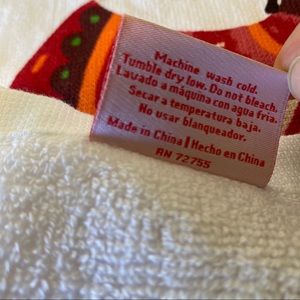 Machine wash cold.
Tumble dry low. Do not bleach.
Lavado a máquina con agua fria.
Secar a temperatura baja.
No usar blanqueador.
Made in China | Hecho en China
RN 72755